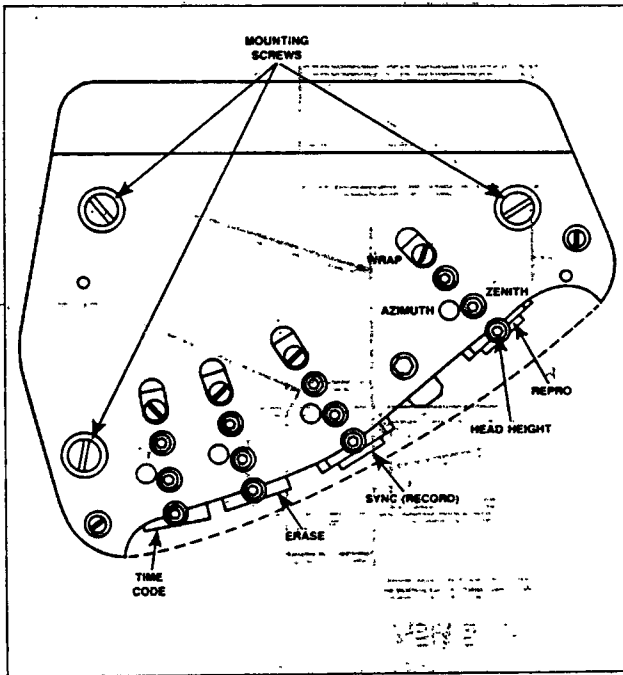 MOUNTING
SCREWS
WRAP
ZENITH
AZIMUTH
REPRO
HEAD HEIGHT
SYNC (RECORD)
ERASE
TIME
CODE